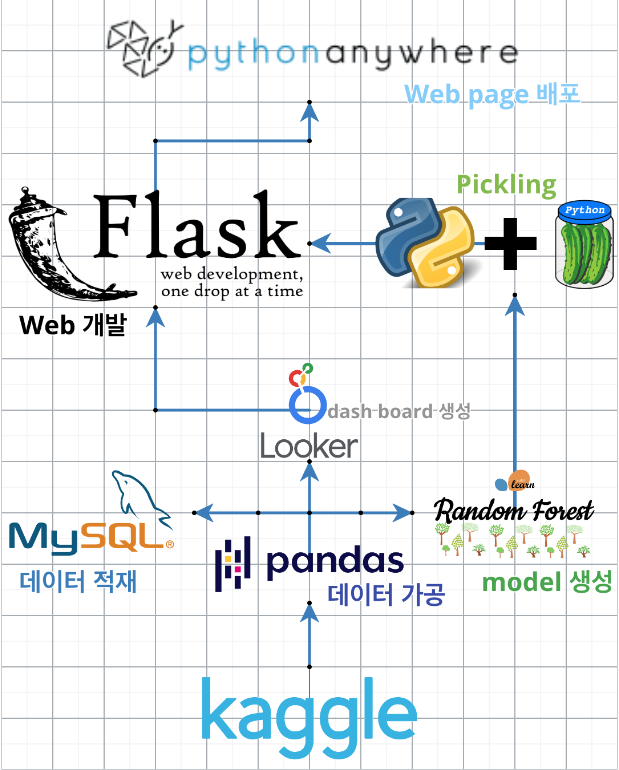 pythonanywhere
Web page 배포
Pickling
Python
Flask
web development,
one drop at a time
Web 개발
dash board 생성
Looker
learn
Random Forest
MySQL®
pandas
데이터 적재
데이터 가공
model 생성
kaggle